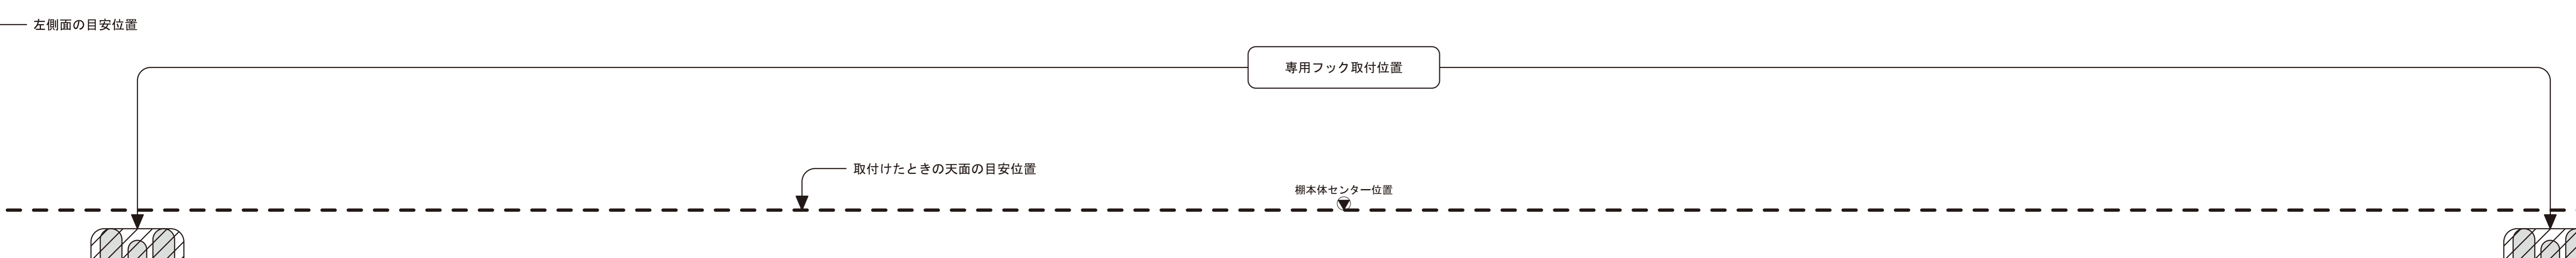 左側面の目安位置
専用フック取付位置
取付けたときの天面の目安位置
棚本体センター位置